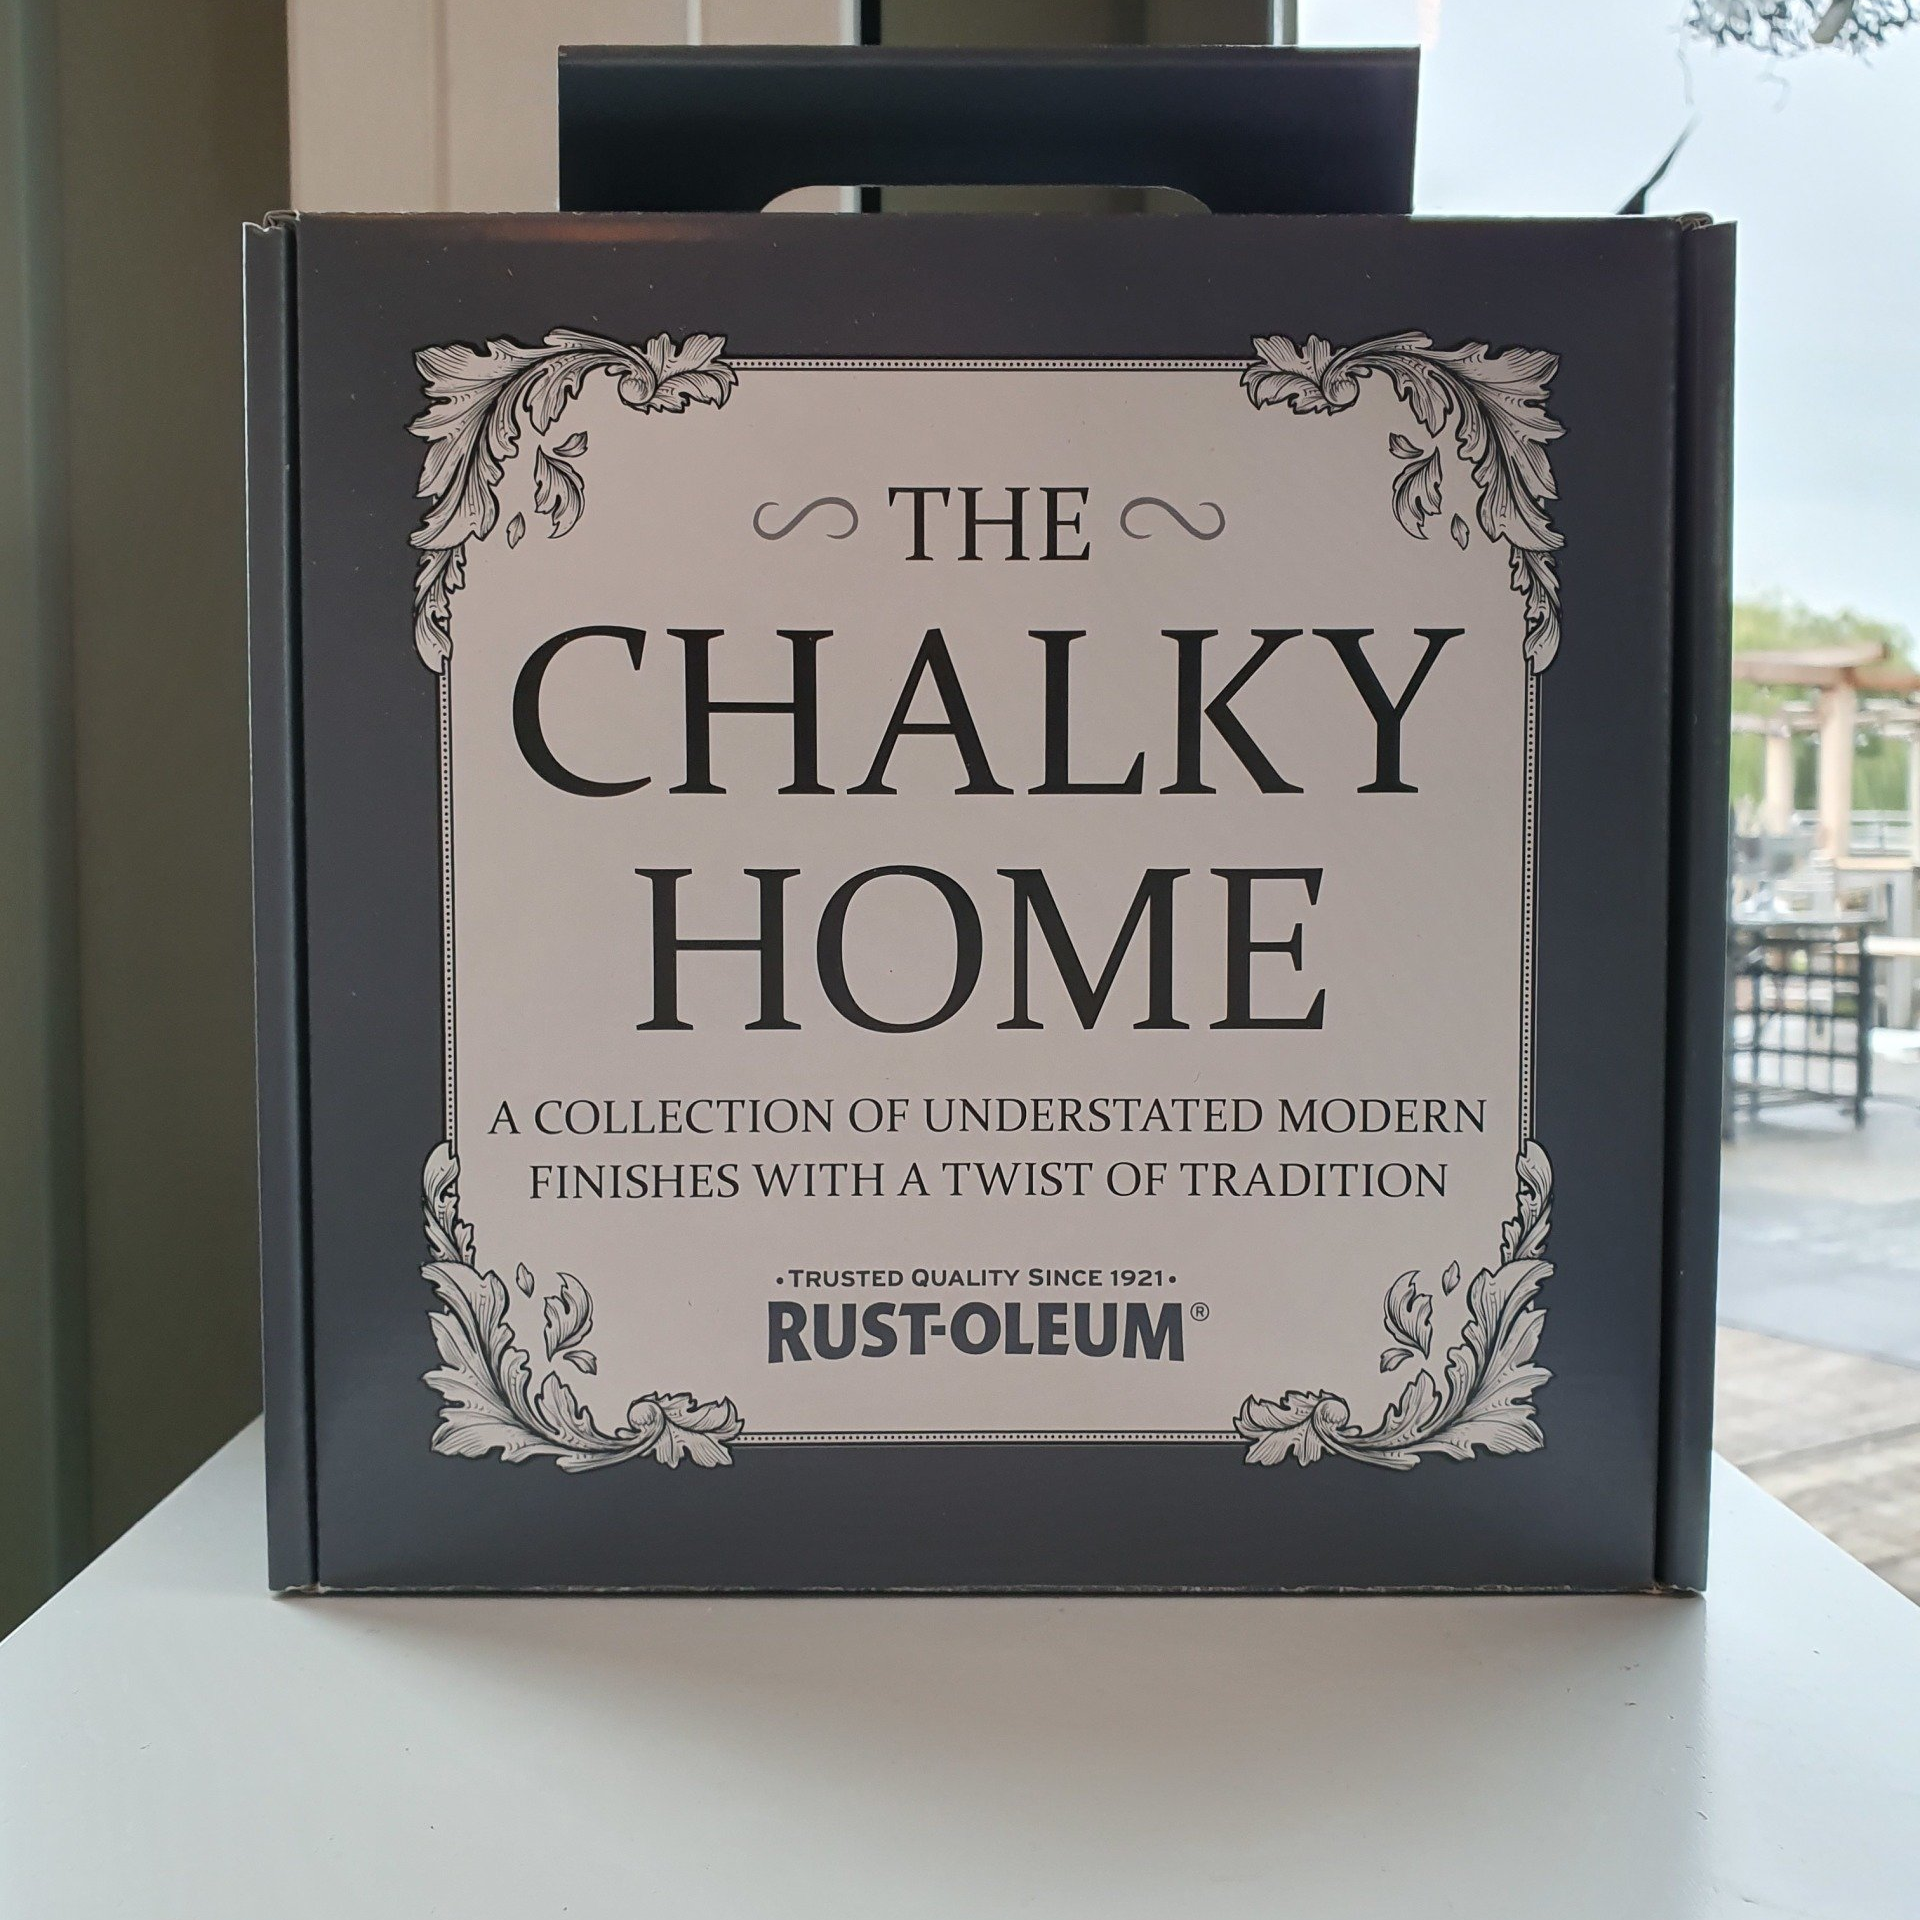 THE
CHALKY
HOME
A COLLECTION OF UNDERSTATED MODERN
FINISHES WITH A TWIST OF TRADITION
•TRUSTED QUALITY SINCE 1921•
RUST-OLEUM®